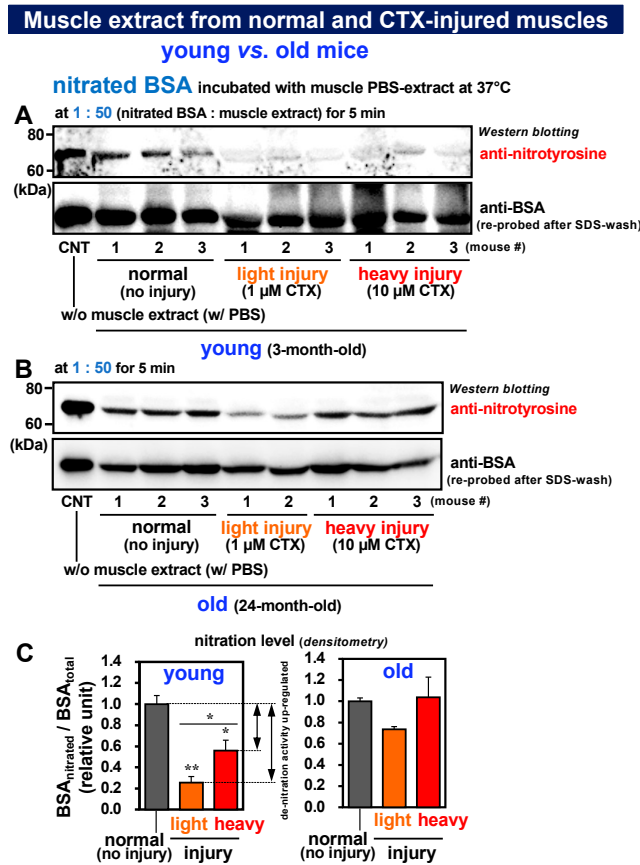 Muscle extract from normal and CTX-injured muscles
young vs. old mice
nitrated BSA incubated with muscle PBS-extract at 37°C
A at 1 : 50 (nitrated BSA : muscle extract) for 5 min
80
60
(kDa)
Western blotting
anti-nitrotyrosine
anti-BSA
(re-probed after SDS-wash)
CNT 1 2 3 1 2 3 1 2 3 (mouse #)
normal light injury heavy injury
(no injury) (1 µM CTX) (10 µM CTX)
w/o muscle extract (w/ PBS)
young (3-month-old)
B at 1 : 50 for 5 min
80
60
(kDa)
Western blotting
anti-nitrotyrosine
anti-BSA
(re-probed after SDS-wash)
CNT 1 2 3 1 2 1 2 3 (mouse #)
normal light injury heavy injury
(no injury) (1 µM CTX) (10 µM CTX)
w/o muscle extract (w/ PBS)
old (24-month-old)
C nitration level (densitometry)
BSAnitrated / BSAtotal
(relative unit)
1.4
1.2
1.0
0.8
0.6
0.4
0.2
0.0
young
*
*
**
normal light heavy
(no injury) injury
de-nitration activity up-regulated
1.4
1.2
1.0
0.8
0.6
0.4
0.2
0.0
old
normal light heavy
(no injury) injury